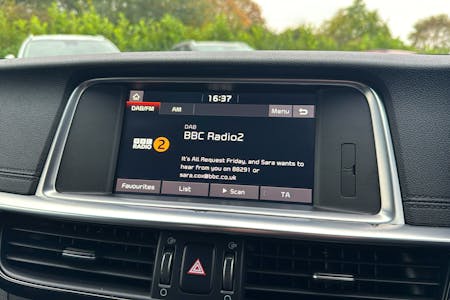 16:37
DAB/FM
AM
Menu
BBC
RADIO 2
DAB
BBC Radio2
It's All Request Friday, and Sara wants to
hear from you on 88291 or
sara.cox@bbc.co.uk
Favourites
List
Scan
TA